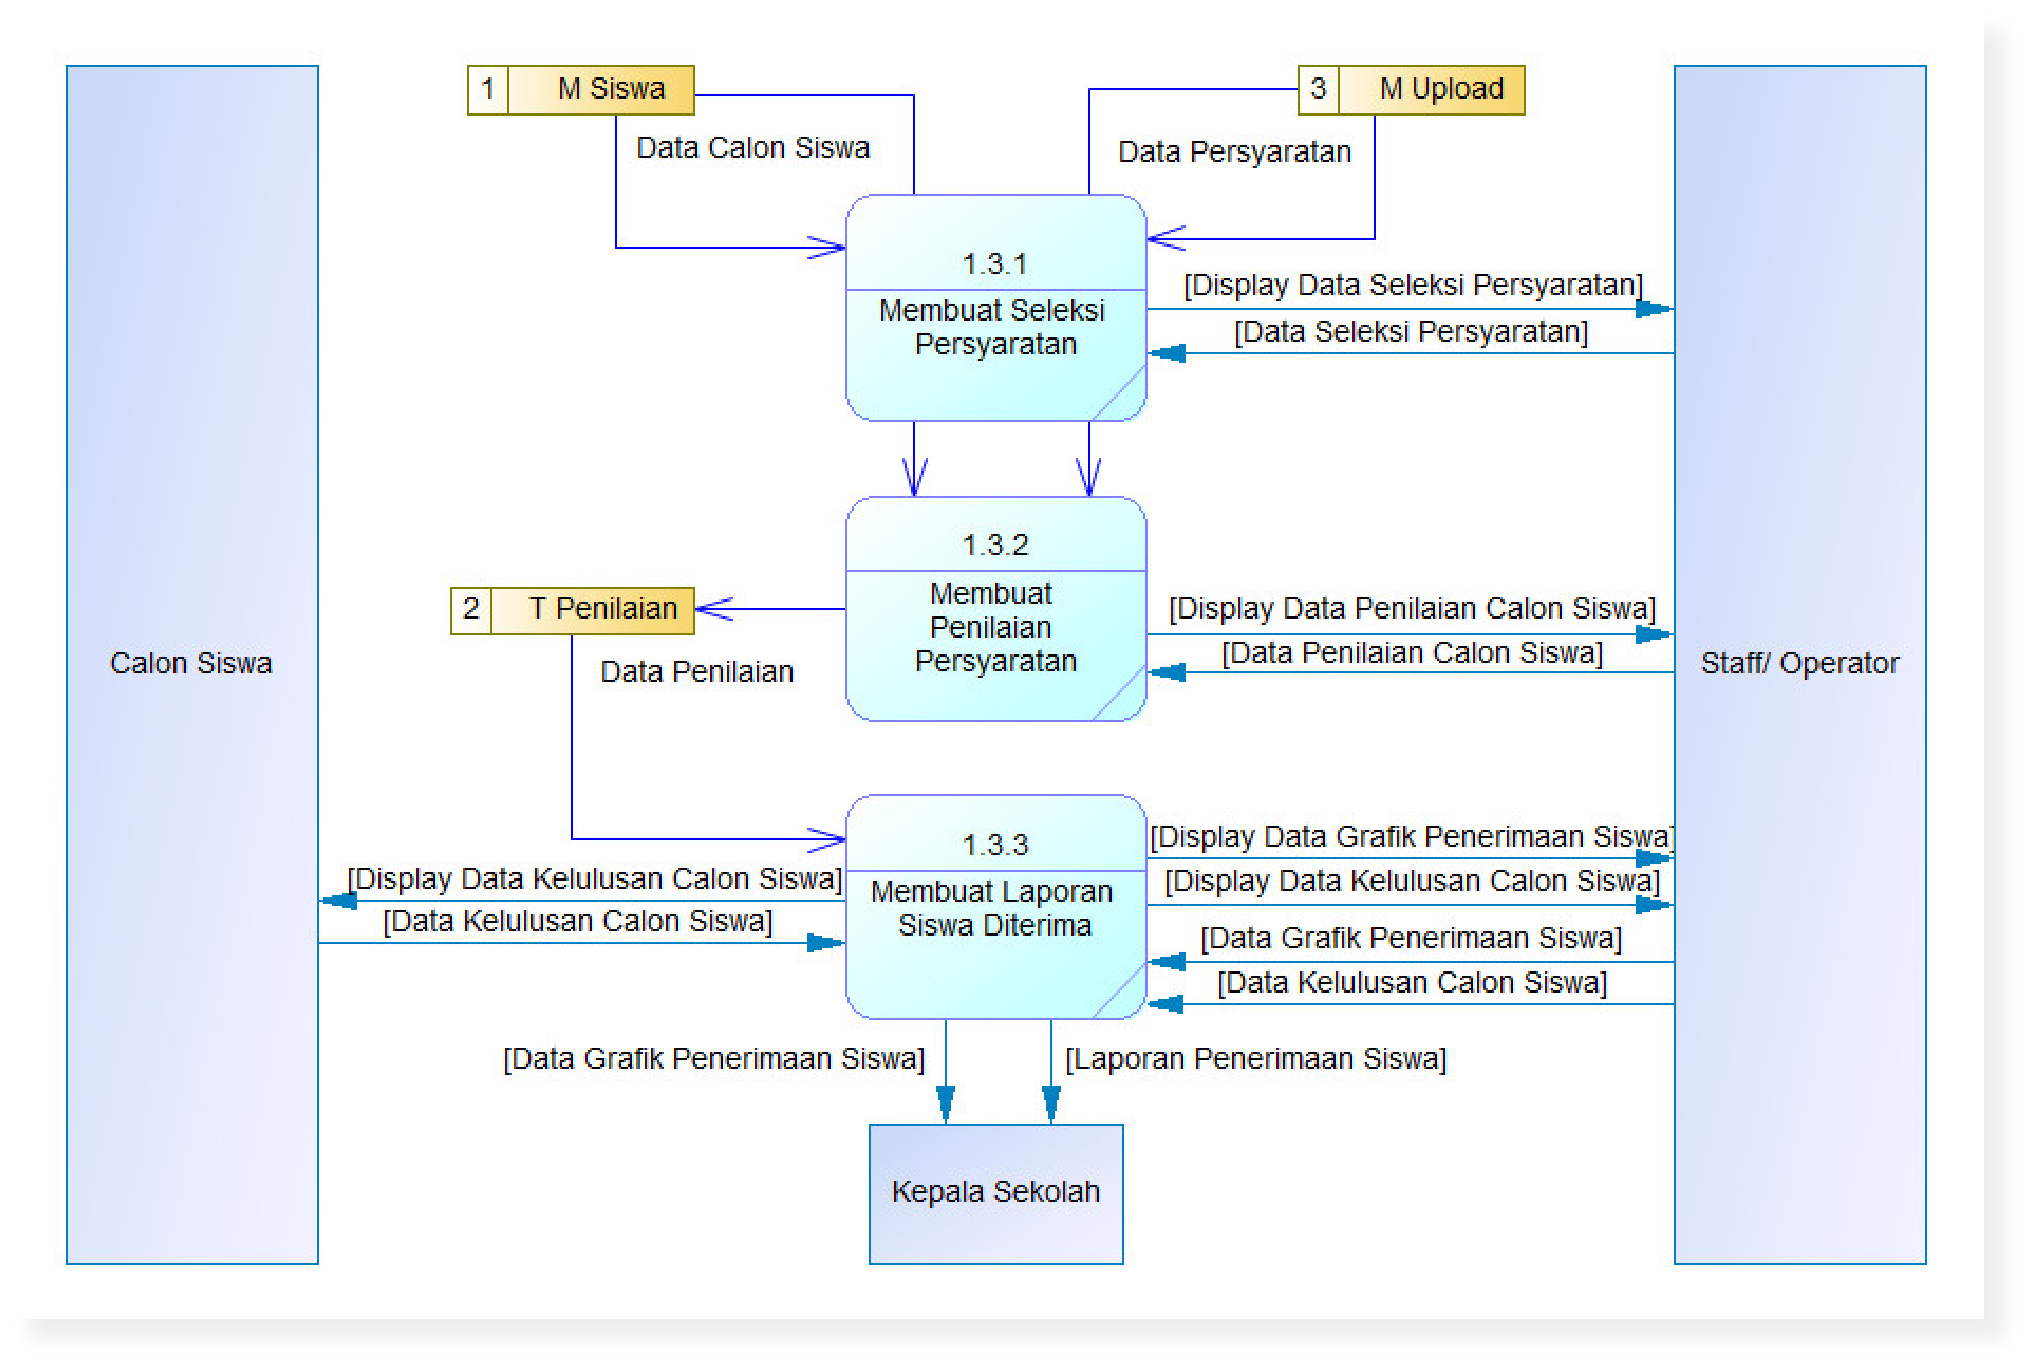 1 M Siswa
3 M Upload
Data Calon Siswa
Data Persyaratan
1.3.1
Membuat Seleksi
Persyaratan
[Display Data Seleksi Persyaratan]
[Data Seleksi Persyaratan]
1.3.2
Membuat
Penilaian
Persyaratan
2 T Penilaian
Data Penilaian
[Display Data Penilaian Calon Siswa]
[Data Penilaian Calon Siswa]
Calon Siswa
Staff/ Operator
1.3.3
Membuat Laporan
Siswa Diterima
[Display Data Grafik Penerimaan Siswa]
[Display Data Kelulusan Calon Siswa]
[Display Data Kelulusan Calon Siswa]
[Data Kelulusan Calon Siswa]
[Data Grafik Penerimaan Siswa]
[Data Kelulusan Calon Siswa]
[Data Grafik Penerimaan Siswa]
[Laporan Penerimaan Siswa]
Kepala Sekolah